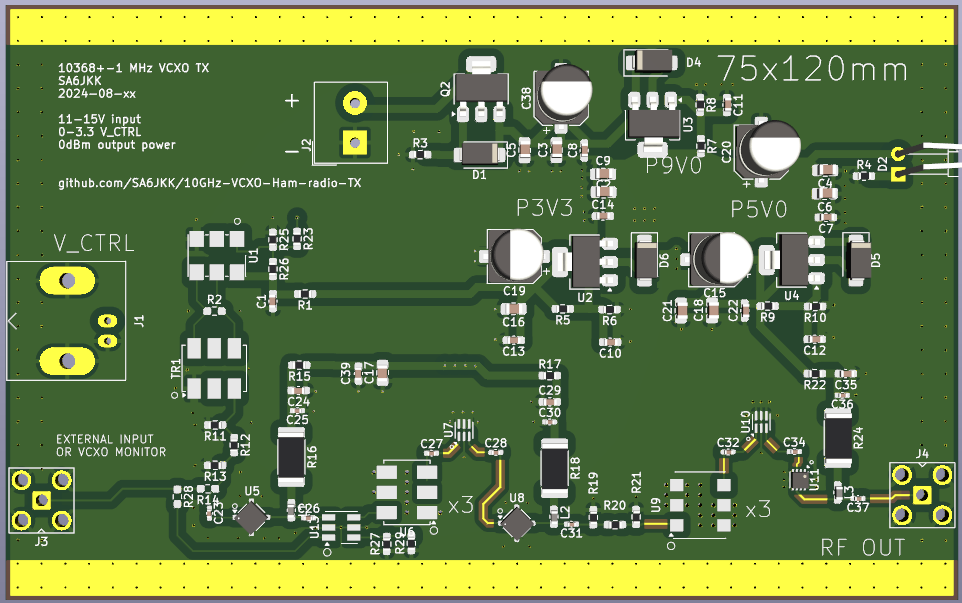 10368+-1 MHz VCXO TX
SA6JKK
2024-08-xx
11-15V input
0-3.3 V_CTRL
0dBm output power
github.com/SA6JKK/10GHz-VCXO-Ham-radio-TX
75x120mm
+
−
J2
R3
Q2
D1
C38
C5
C3
C8
D4
U3
R8
C11
R7
C20
P9V0
R4
D2
C9
C14
C4
C6
C7
P3V3
P5V0
V_CTRL
J1
U1
R25
R23
R26
C1
R1
R2
TR1
C19
C16
C13
U2
R5
R6
C10
D6
C15
C21
C18
C22
U4
R9
R10
D5
C12
R22
C35
C36
R15
C24
C25
C39
C17
R17
C29
C30
R16
R11
R12
R13
R14
C23
R28
U5
C26
U13
R27
R29
U6
x3
C27
U7
C28
R18
U8
L2
C31
R19
R20
R21
U9
x3
C32
U10
C34
U11
R24
L3
C37
J4
RF OUT
EXTERNAL INPUT
OR VCXO MONITOR
J3